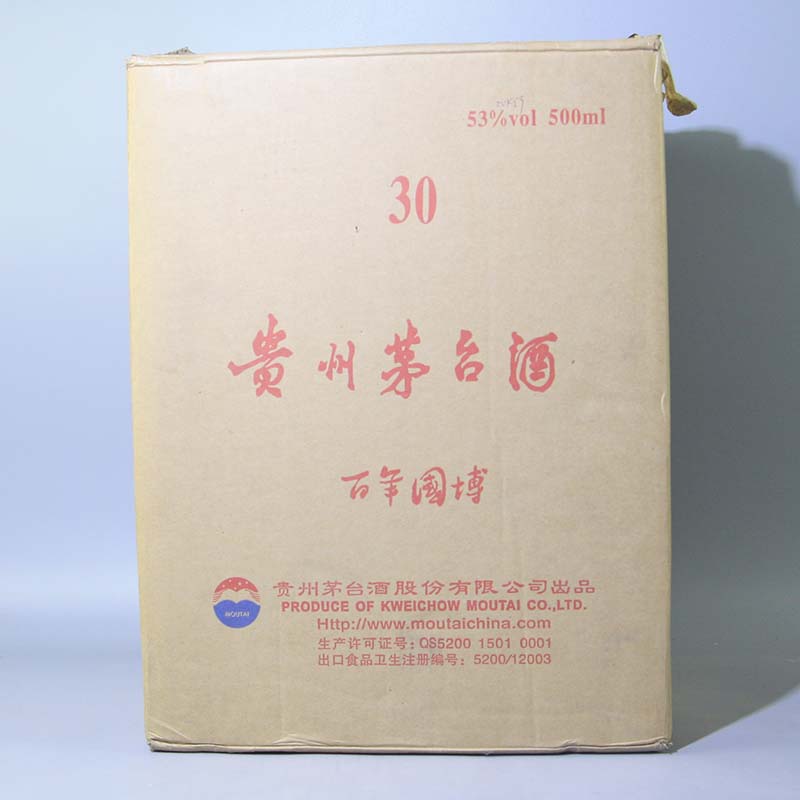 53%vol 500ml
30
贵州茅台酒
百年國博
贵州茅台酒股份有限公司出品
PRODUCE OF KWEICHOW MOUTAI CO.,LTD.
MOUTAI
Http://www.moutaichina.com
生产许可证号: QS5200 1501 0001
出口食品卫生注册编号: 5200/12003